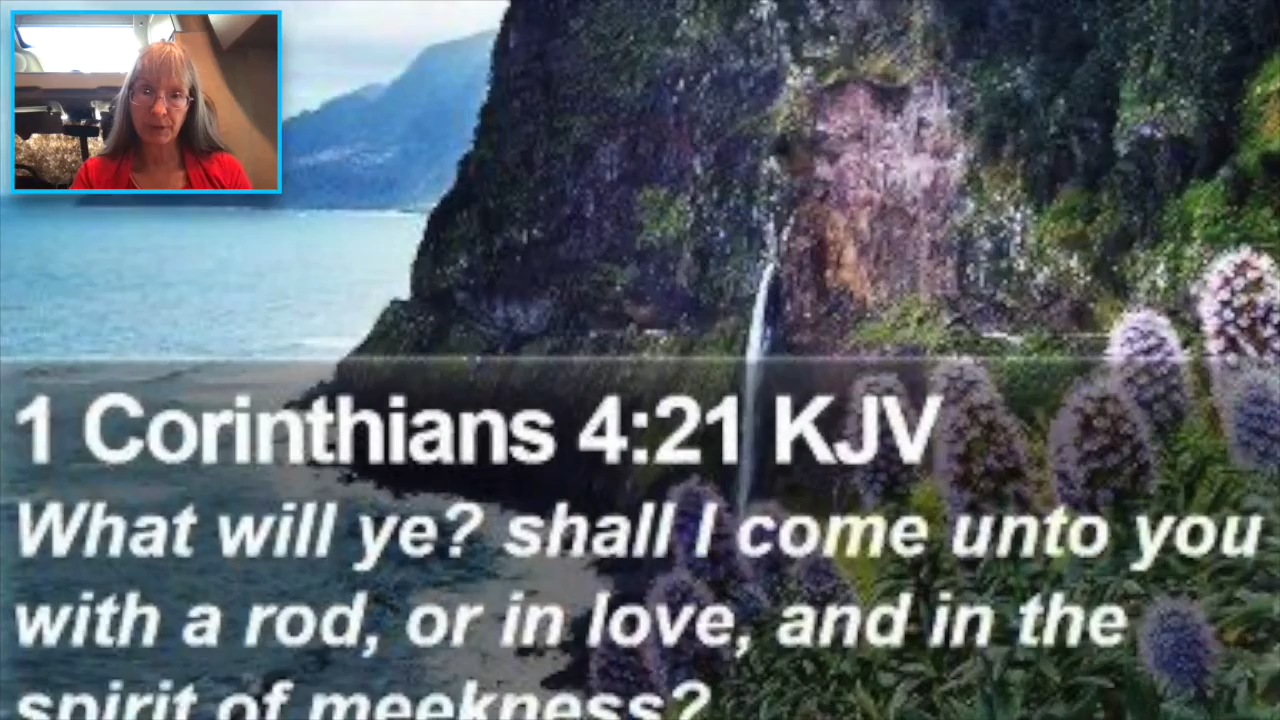 1 Corinthians 4:21 KJV
What will ye? shall I come unto you
with a rod, or in love, and in the
spirit of meekness?